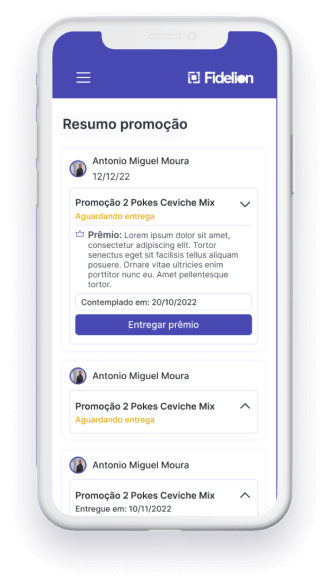 Fidelion
Resumo promoção
Antonio Miguel Moura
12/12/22
Promoção 2 Pokes Ceviche Mix
Aguardando entrega
Prêmio: Lorem ipsum dolor sit amet,
consectetur adipiscing elit. Tortor
senectus eget sit facilisis tellus aliquam
posuere. Ornare vitae ultricies enim
porttitor nunc eu. Amet pellentesque
tortor.
Contemplado em: 20/10/2022
Entregar prêmio
Antonio Miguel Moura
Promoção 2 Pokes Ceviche Mix
Aguardando entrega
Antonio Miguel Moura
Promoção 2 Pokes Ceviche Mix
Entregue em: 10/11/2022